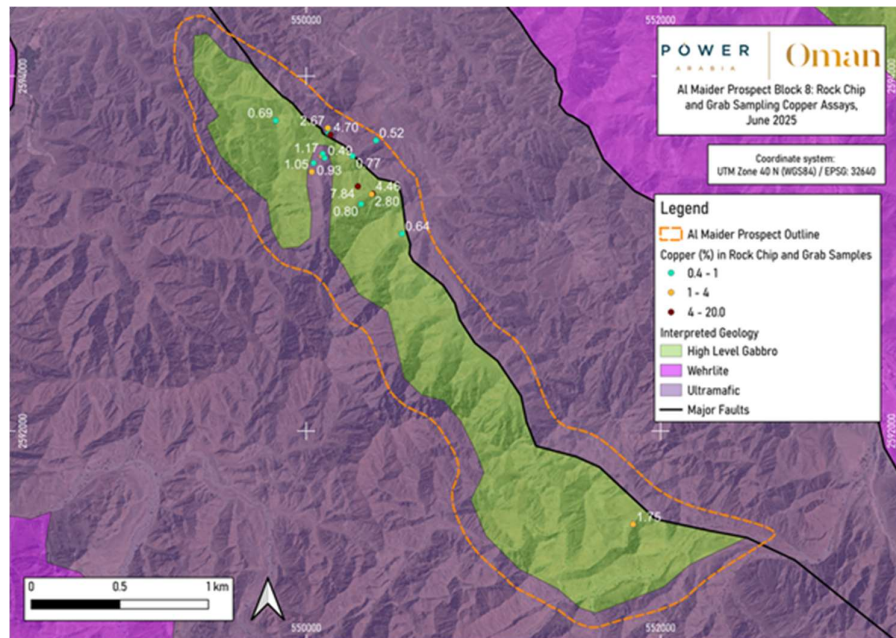 550000
552000
2594000
2594000
POWER
ARABIA
Oman
Al Maider Prospect Block 8: Rock Chip
and Grab Sampling Copper Assays,
June 2025
Coordinate system:
UTM Zone 40 N (WGS84) / EPSG: 32640
Legend
Al Maider Prospect Outline
Copper (%) in Rock Chip and Grab Samples
0.4 - 1
1 - 4
4 - 20.0
Interpreted Geology
High Level Gabbro
Wehrlite
Ultramafic
Major Faults
0.69
2.67
4.70
0.52
1.17
0.49
0.77
1.05
0.93
7.84
4.46
2.80
0.80
0.64
2592000
2592000
1.75
0
0.5
1 km
550000
552000